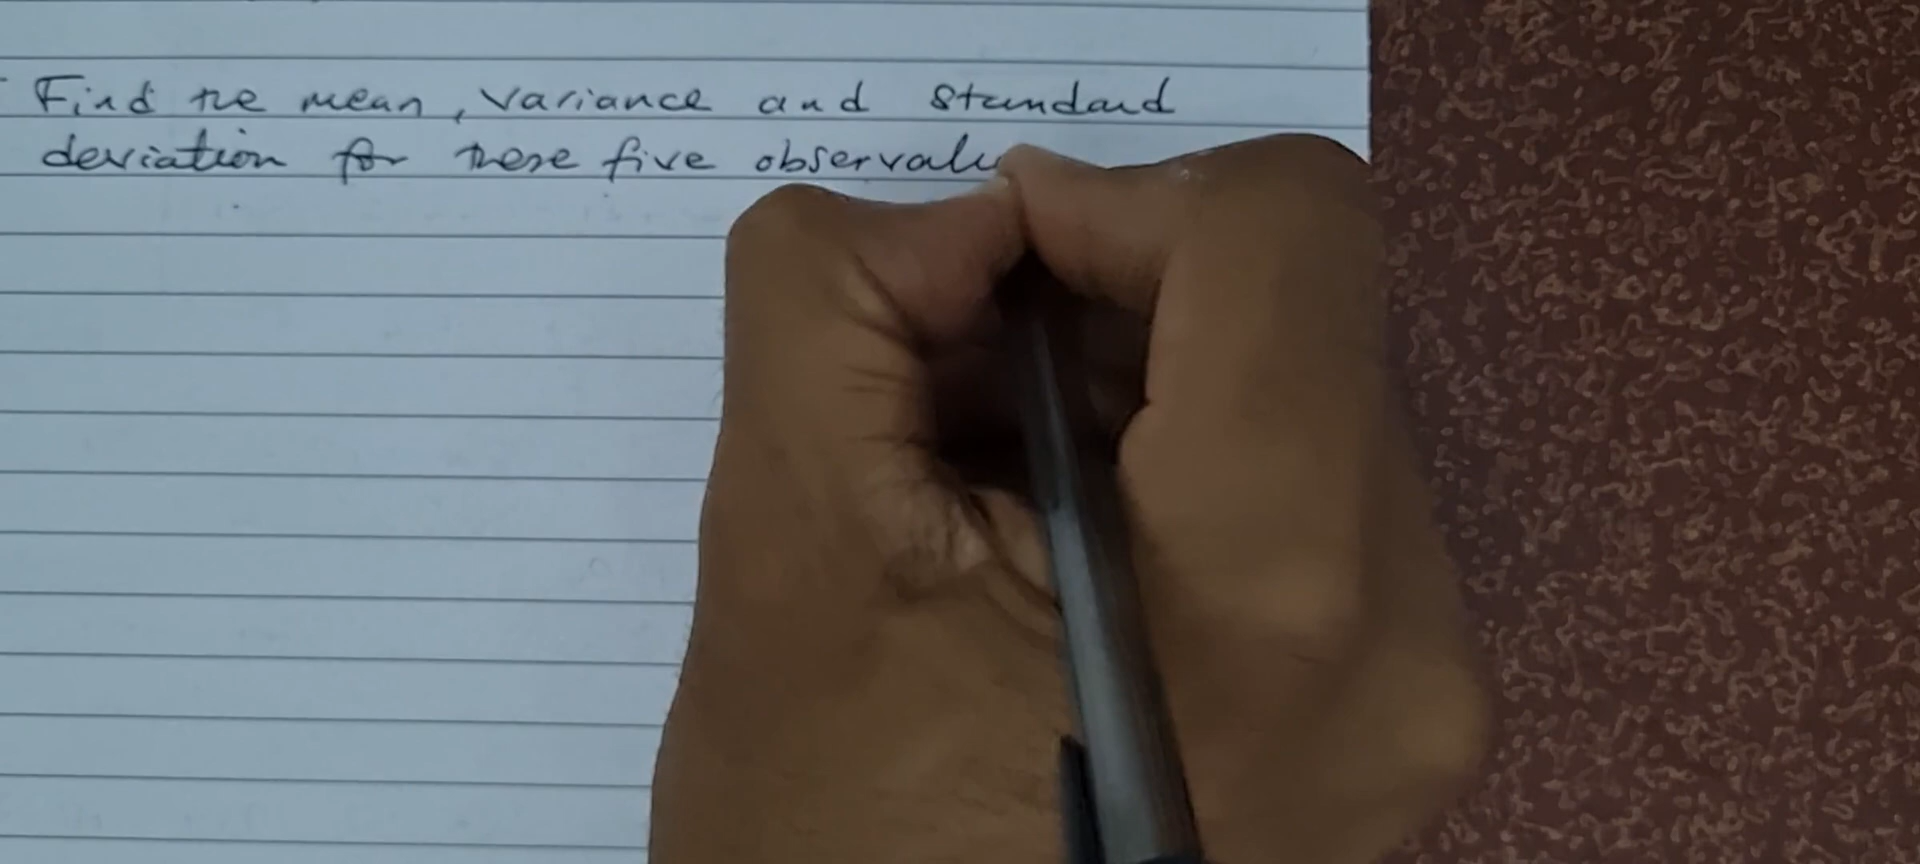 Find the mean, variance and standard
deviation for these five